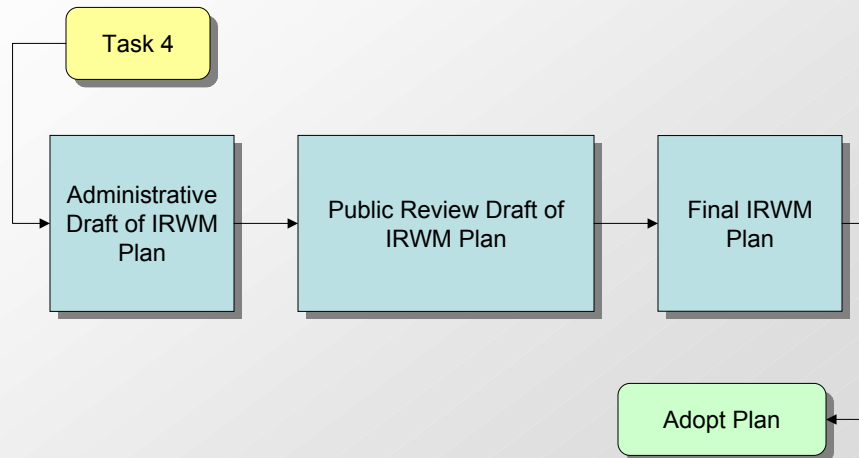 Task 4
Administrative
Draft of IRWM
Plan
Public Review Draft of
IRWM Plan
Final IRWM
Plan
Adopt Plan